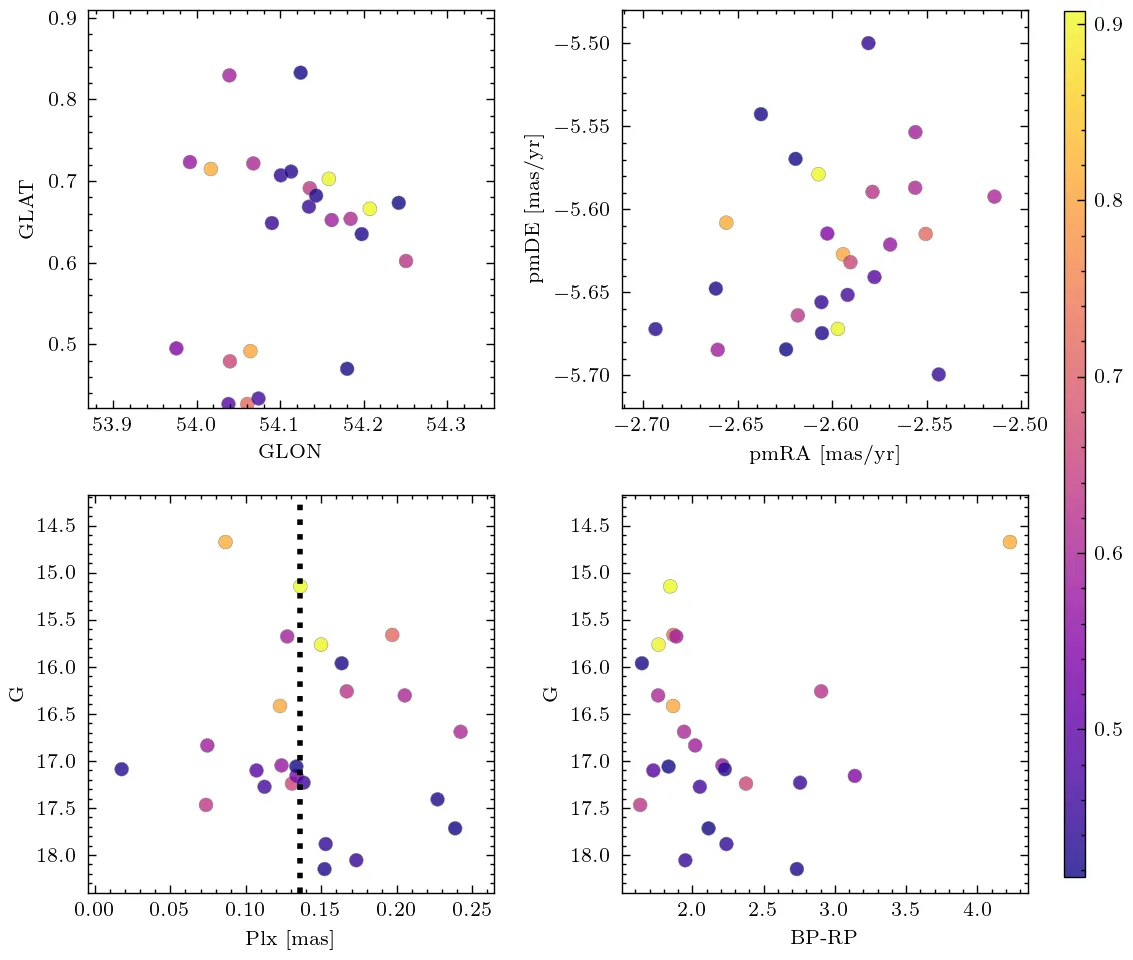 0.9
0.8
0.7
0.6
0.5
GLAT
53.9 54.0 54.1 54.2 54.3
GLON
−5.50
−5.55
−5.60
−5.65
−5.70
pmDE [mas/yr]
−2.70 −2.65 −2.60 −2.55 −2.50
pmRA [mas/yr]
0.9
0.8
0.7
0.6
0.5
14.5
15.0
15.5
16.0
16.5
17.0
17.5
18.0
G
0.00 0.05 0.10 0.15 0.20 0.25
Plx [mas]
14.5
15.0
15.5
16.0
16.5
17.0
17.5
18.0
G
2.0 2.5 3.0 3.5 4.0
BP-RP